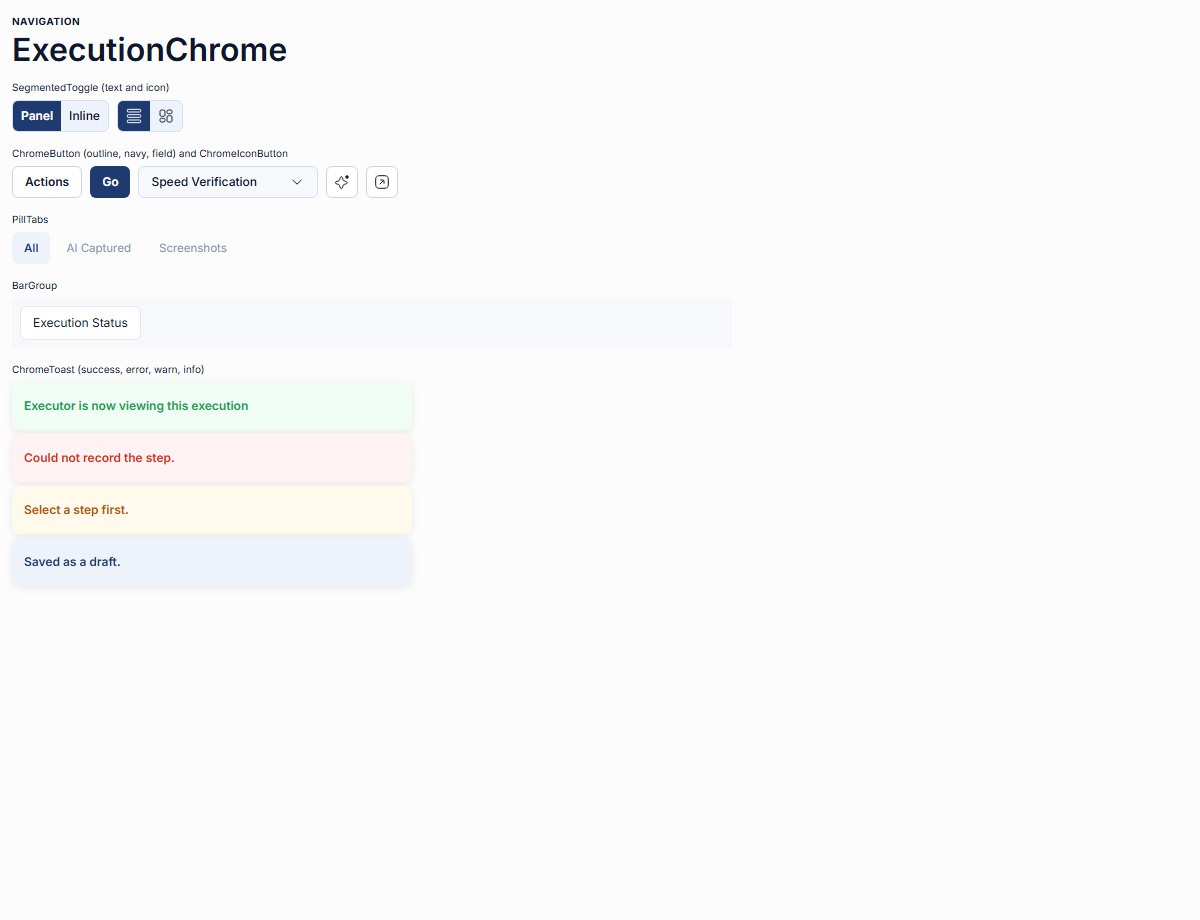 NAVIGATION
ExecutionChrome
SegmentedToggle (text and icon)
Panel Inline
ChromeButton (outline, navy, field) and ChromeIconButton
Actions Go Speed Verification
PillTabs
All AI Captured Screenshots
BarGroup
Execution Status
ChromeToast (success, error, warn, info)
Executor is now viewing this execution
Could not record the step.
Select a step first.
Saved as a draft.